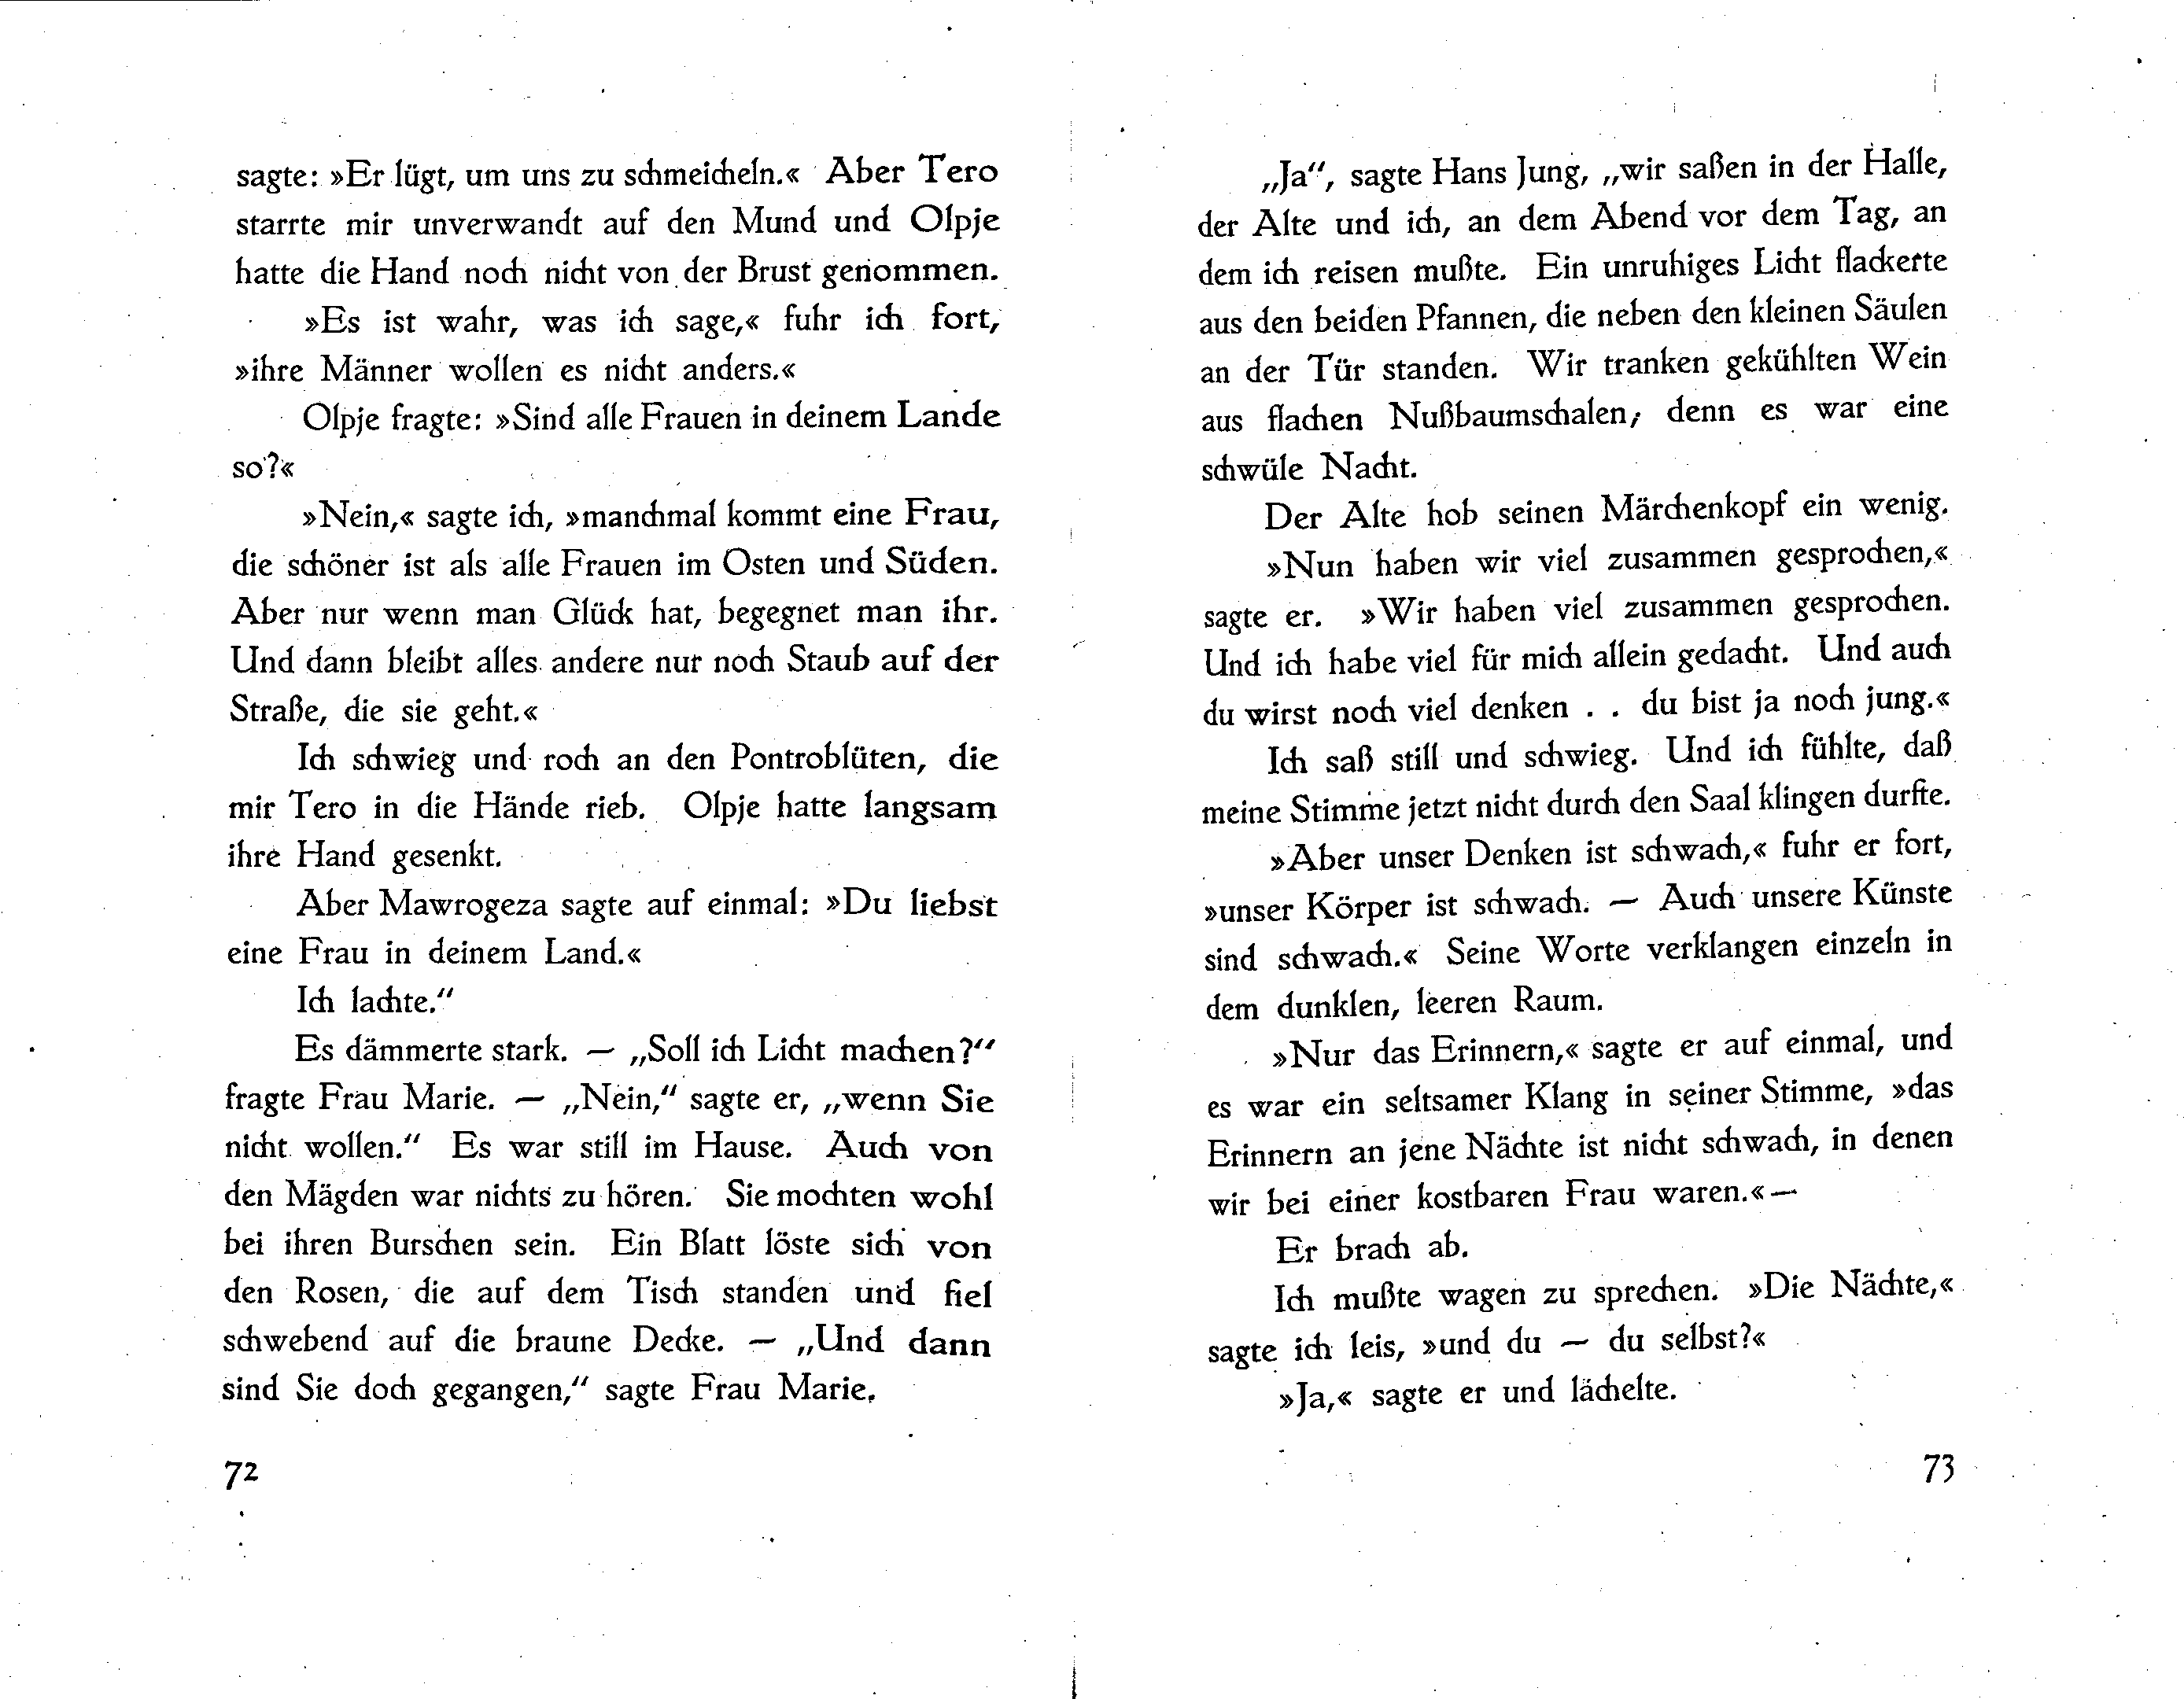 sagte: »Er lügt, um uns zu schmeicheln.« Aber Tero
starrte mir unverwandt auf den Mund und Olpje
hatte die Hand noch nicht von der Brust genommen.
»Es ist wahr, was ich sage,« fuhr ich fort,
»ihre Männer wollen es nicht anders.«
Olpje fragte: »Sind alle Frauen in deinem Lande
so?«
»Nein,« sagte ich, »manchmal kommt eine Frau,
die schöner ist als alle Frauen im Osten und Süden.
Aber nur wenn man Glück hat, begegnet man ihr.
Und dann bleibt alles andere nur noch Staub auf der
Straße, die sie geht.«
Ich schwieg und roch an den Pontroblüten, die
mir Tero in die Hände rieb. Olpje hatte langsam
ihre Hand gesenkt.
Aber Mawrogeza sagte auf einmal: »Du liebst
eine Frau in deinem Land.«
Ich lachte.“
Es dämmerte stark. — „Soll ich Licht machen?“
fragte Frau Marie. — „Nein,“ sagte er, „wenn Sie
nicht wollen.“ Es war still im Hause. Auch von
den Mägden war nichts zu hören. Sie mochten wohl
bei ihren Burschen sein. Ein Blatt löste sich von
den Rosen, die auf dem Tisch standen und fiel
schwebend auf die braune Decke. — „Und dann
sind Sie doch gegangen,“ sagte Frau Marie.
72
„Ja“, sagte Hans Jung, „wir saßen in der Halle,
der Alte und ich, an dem Abend vor dem Tag, an
dem ich reisen mußte. Ein unruhiges Licht flackerte
aus den beiden Pfannen, die neben den kleinen Säulen
an der Tür standen. Wir tranken gekühlten Wein
aus flachen Nußbaumschalen; denn es war eine
schwüle Nacht.
Der Alte hob seinen Märchenkopf ein wenig.
»Nun haben wir viel zusammen gesprochen,«
sagte er. »Wir haben viel zusammen gesprochen.
Und ich habe viel für mich allein gedacht. Und auch
du wirst noch viel denken . . du bist ja noch jung.«
Ich saß still und schwieg. Und ich fühlte, daß
meine Stimme jetzt nicht durch den Saal klingen durfte.
»Aber unser Denken ist schwach,« fuhr er fort,
»unser Körper ist schwach. — Auch unsere Künste
sind schwach.« Seine Worte verklangen einzeln in
dem dunklen, leeren Raum.
»Nur das Erinnern,« sagte er auf einmal, und
es war ein seltsamer Klang in seiner Stimme, »das
Erinnern an jene Nächte ist nicht schwach, in denen
wir bei einer kostbaren Frau waren.«—
Er brach ab.
Ich mußte wagen zu sprechen. »Die Nächte,«
sagte ich leis, »und du — du selbst?«
»Ja,« sagte er und lächelte.
73